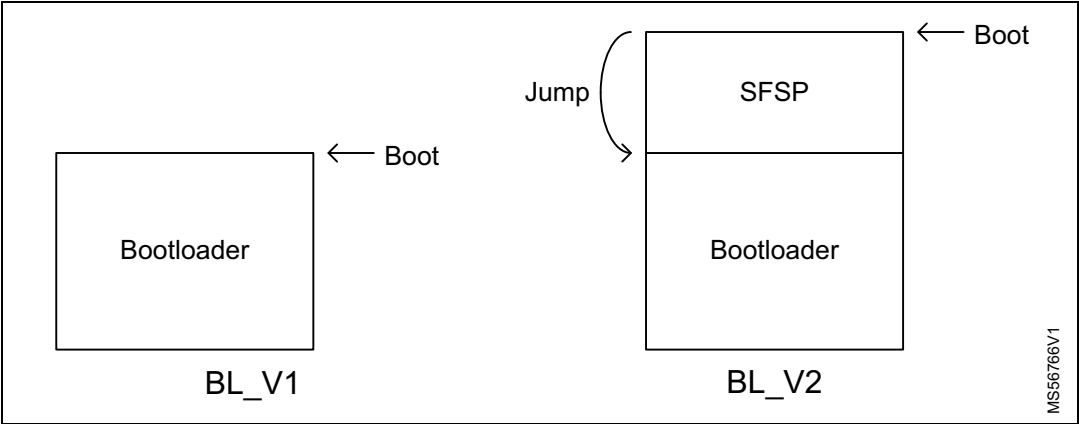 Boot
Jump
SFSP
Boot
Bootloader
Bootloader
BL_V1
BL_V2
MS56766V1